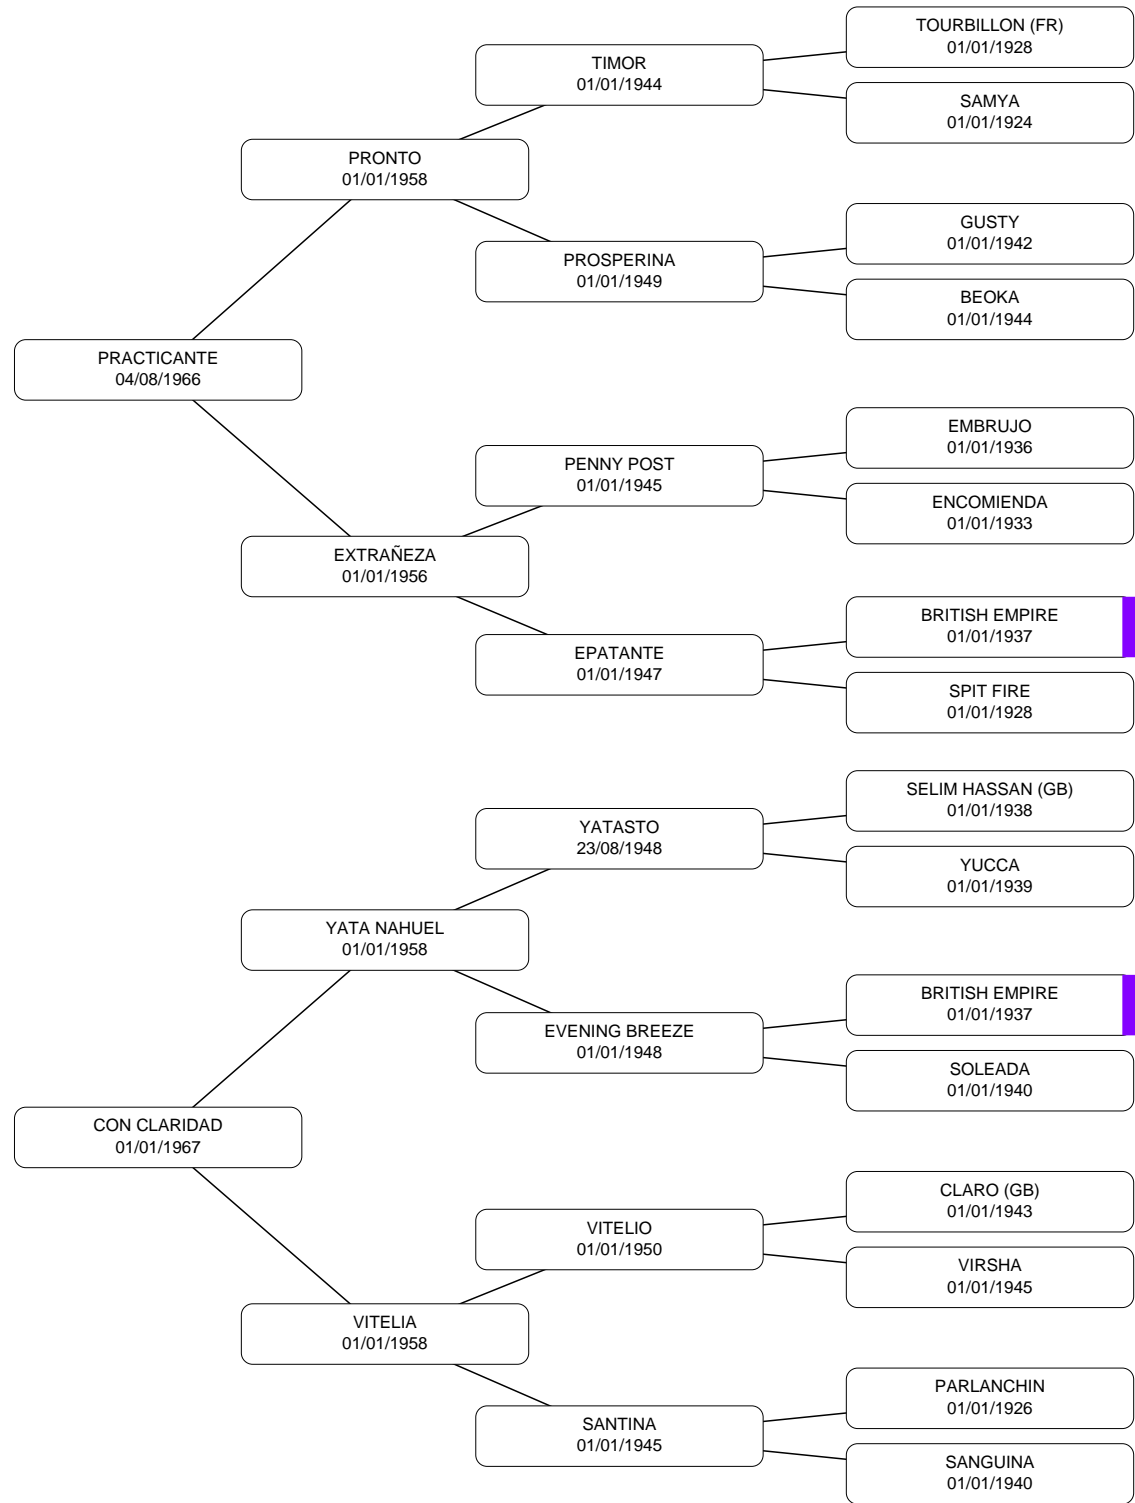 TOURBILLON (FR)
01/01/1928
TIMOR
01/01/1944
SAMYA
01/01/1924
PRONTO
01/01/1958
GUSTY
01/01/1942
PROSPERINA
01/01/1949
BEOKA
01/01/1944
PRACTICANTE
04/08/1966
EMBRUJO
01/01/1936
PENNY POST
01/01/1945
ENCOMIENDA
01/01/1933
EXTRAÑEZA
01/01/1956
BRITISH EMPIRE
01/01/1937
EPATANTE
01/01/1947
SPIT FIRE
01/01/1928
SELIM HASSAN (GB)
01/01/1938
YATASTO
23/08/1948
YUCCA
01/01/1939
YATA NAHUEL
01/01/1958
BRITISH EMPIRE
01/01/1937
EVENING BREEZE
01/01/1948
SOLEADA
01/01/1940
CON CLARIDAD
01/01/1967
CLARO (GB)
01/01/1943
VITELIO
01/01/1950
VIRSHA
01/01/1945
VITELIA
01/01/1958
PARLANCHIN
01/01/1926
SANTINA
01/01/1945
SANGUINA
01/01/1940